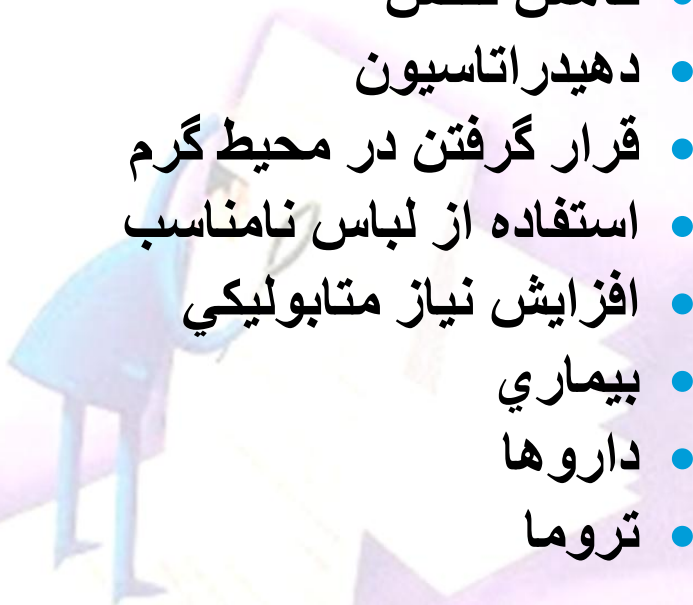 • دهيدراتاسيون
• قرار گرفتن در محيط گرم
• استفاده از لباس نامناسب
• افزايش نياز متابوليكي
• بيماري
• داروها
• تروما